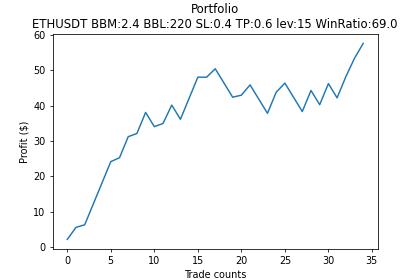 Portfolio
ETHUSDT BBM:2.4 BBL:220 SL:0.4 TP:0.6 lev:15 WinRatio:69.0
60
50
40
30
20
10
0
Profit ($)
0 5 10 15 20 25 30 35
Trade counts